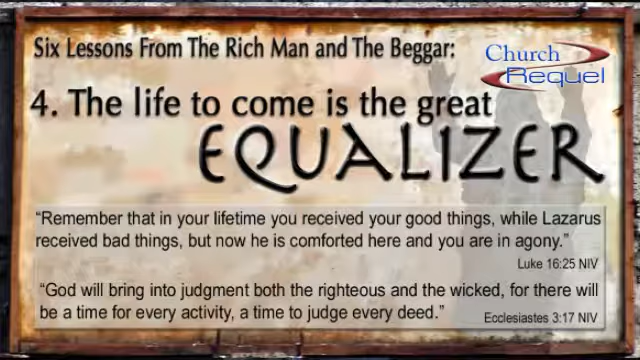 Six Lessons From The Rich Man and The Beggar:
Church
Requel
4. The life to come is the great
EQUALIZER
“Remember that in your lifetime you received your good things, while Lazarus
received bad things, but now he is comforted here and you are in agony.”
Luke 16:25 NIV
“God will bring into judgment both the righteous and the wicked, for there will
be a time for every activity, a time to judge every deed.”
Ecclesiastes 3:17 NIV